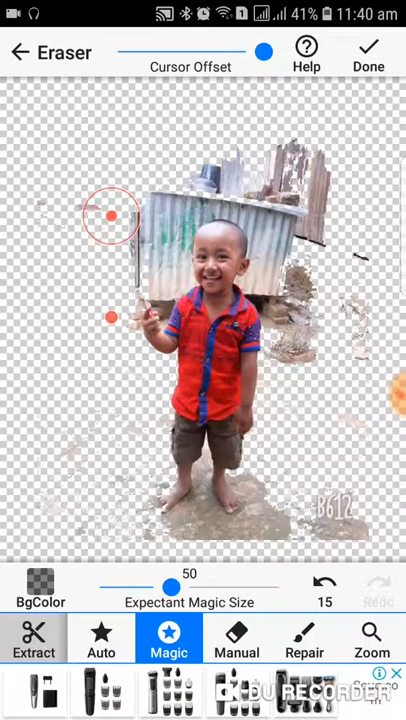 41% 11:40 am
Eraser
Cursor Offset
Help
Done
B612
BgColor
50
Expectant Magic Size
15
Redo
Extract
Auto
Magic
Manual
Repair
Zoom
DU RECORDER